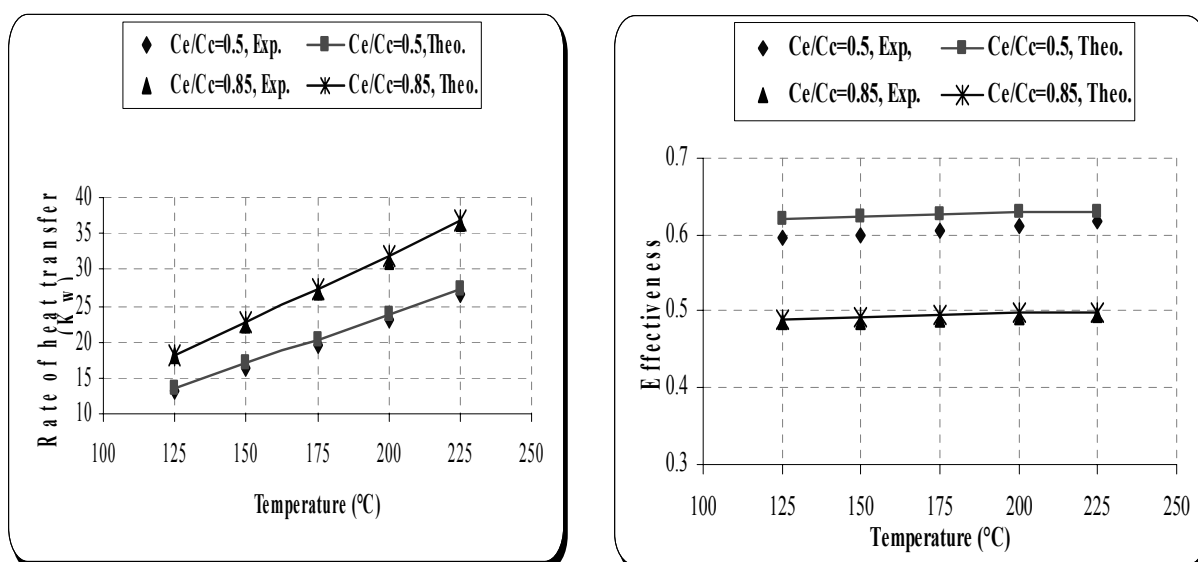 Ce/Cc=0.5, Exp. Ce/Cc=0.5,Theo.
Ce/Cc=0.85, Exp. Ce/Cc=0.85, Theo.
Rate of heat transfer
(Kw)
40
35
30
25
20
15
10
100 125 150 175 200 225 250
Temperature (°C)
Ce/Cc=0.5, Exp, Ce/Cc=0.5, Theo.
Ce/Cc=0.85, Exp. Ce/Cc=0.85, Theo.
Effectiveness
0.7
0.6
0.5
0.4
0.3
100 125 150 175 200 225 250
Temperature (°C)